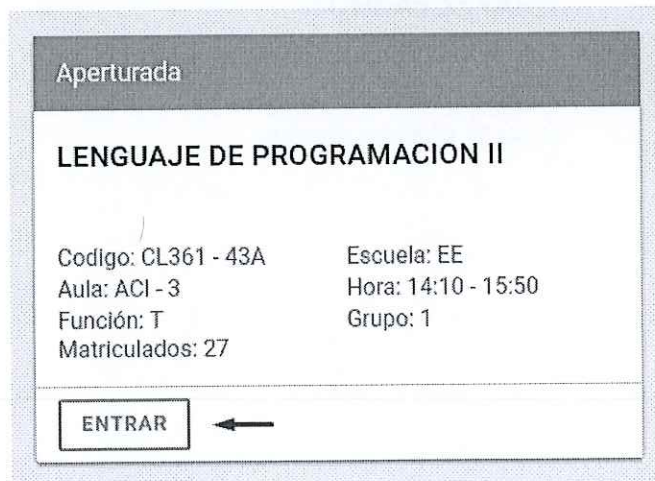 Aperturada
LENGUAJE DE PROGRAMACION II
Codigo: CL361 - 43A
Escuela: EE
Aula: ACI - 3
Hora: 14:10 - 15:50
Función: T
Grupo: 1
Matriculados: 27
ENTRAR